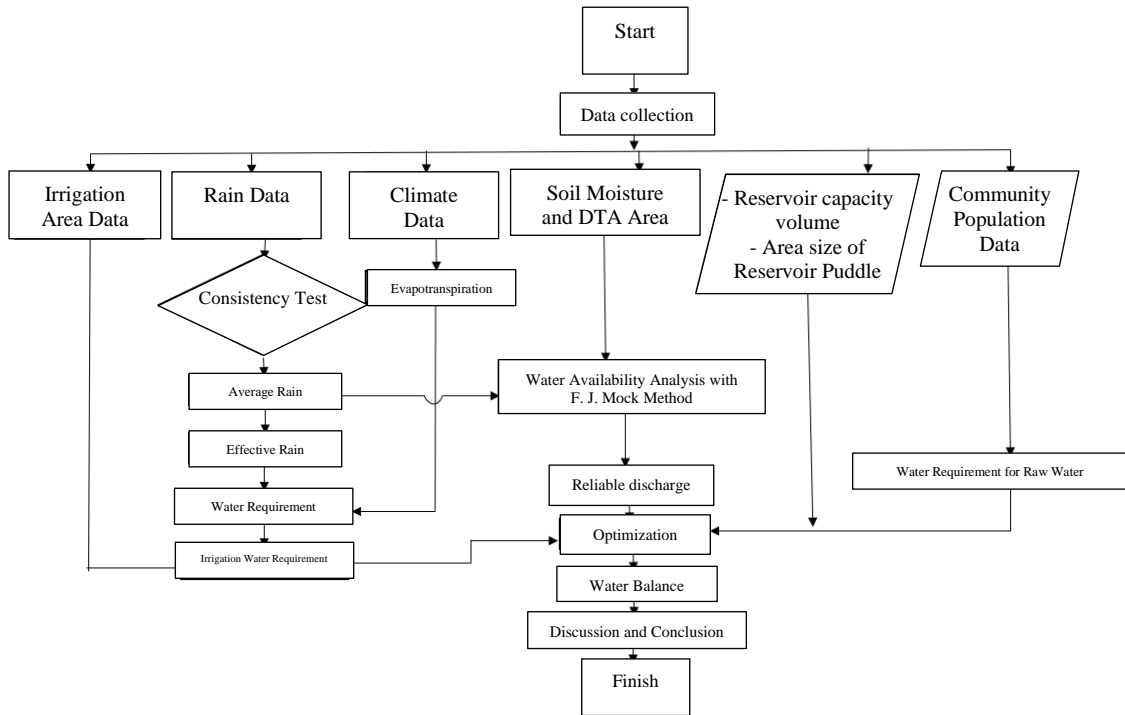 Start
Data collection
Irrigation
Area Data
Rain Data
Climate
Data
Soil Moisture
and DTA Area
- Reservoir capacity
volume
- Area size of
Reservoir Puddle
Community
Population
Data
Consistency Test
Evapotranspiration
Average Rain
Water Availability Analysis with
F. J. Mock Method
Effective Rain
Water Requirement for Raw Water
Reliable discharge
Water Requirement
Optimization
Irrigation Water Requirement
Water Balance
Discussion and Conclusion
Finish